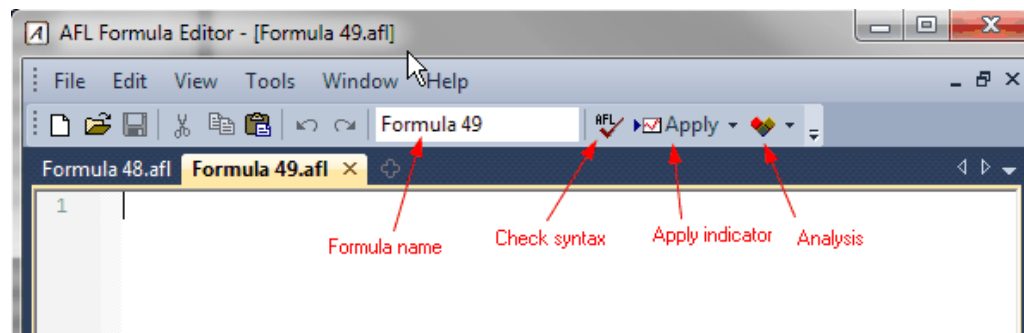 AFL Formula Editor - [Formula 49.afl]
File Edit View Tools Window Help
Formula 49 AFL Apply
Formula 48.afl Formula 49.afl
1
Formula name Check syntax Apply indicator Analysis